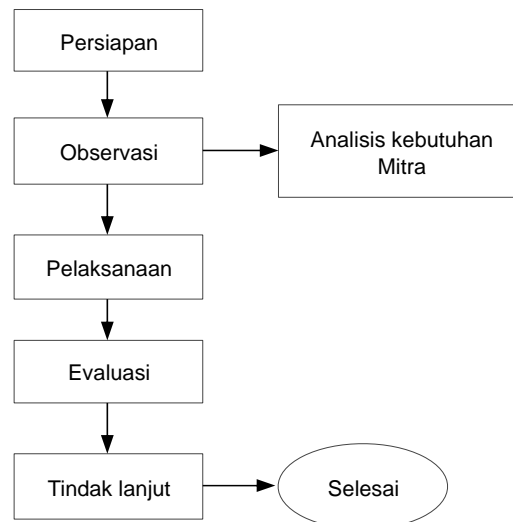 Persiapan
Observasi
Analisis kebutuhan
Mitra
Pelaksanaan
Evaluasi
Tindak lanjut
Selesai